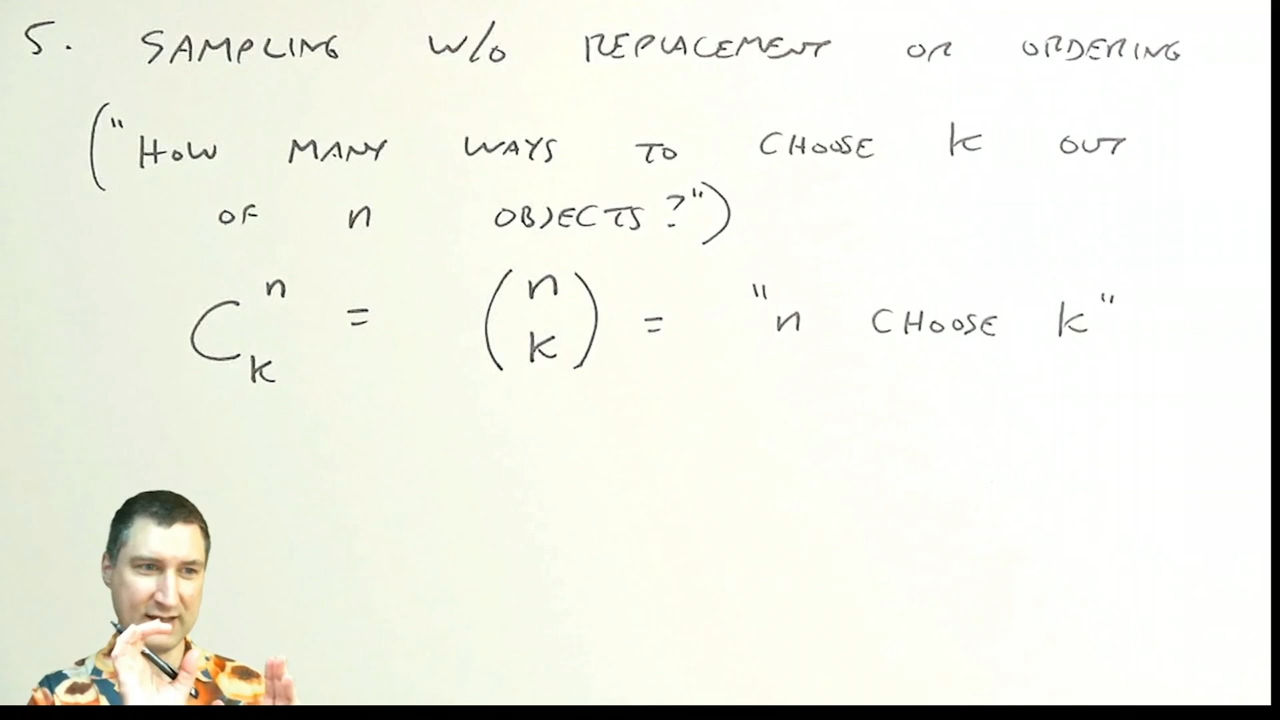 5. SAMPLING W/O REPLACEMENT OR ORDERING
("HOW MANY WAYS TO CHOOSE k OUT
OF n OBJECTS?")
C^n_k = (n k) = "n CHOOSE k"